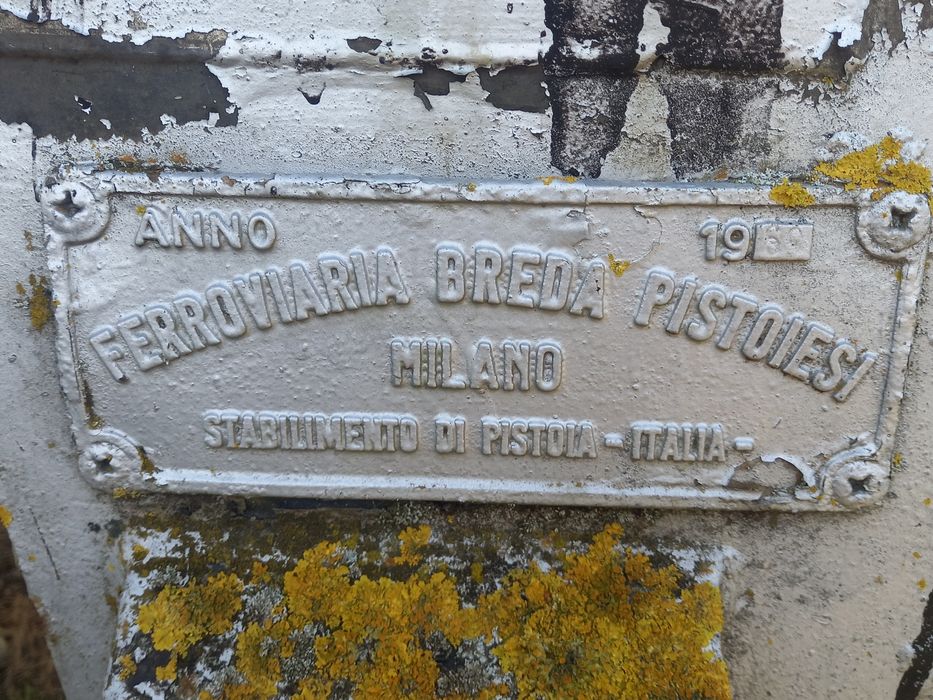 ANNO 19
FERROVIARIA BREDA PISTOIESI
MILANO
STABILIMENTO DI PISTOIA - ITALIA -